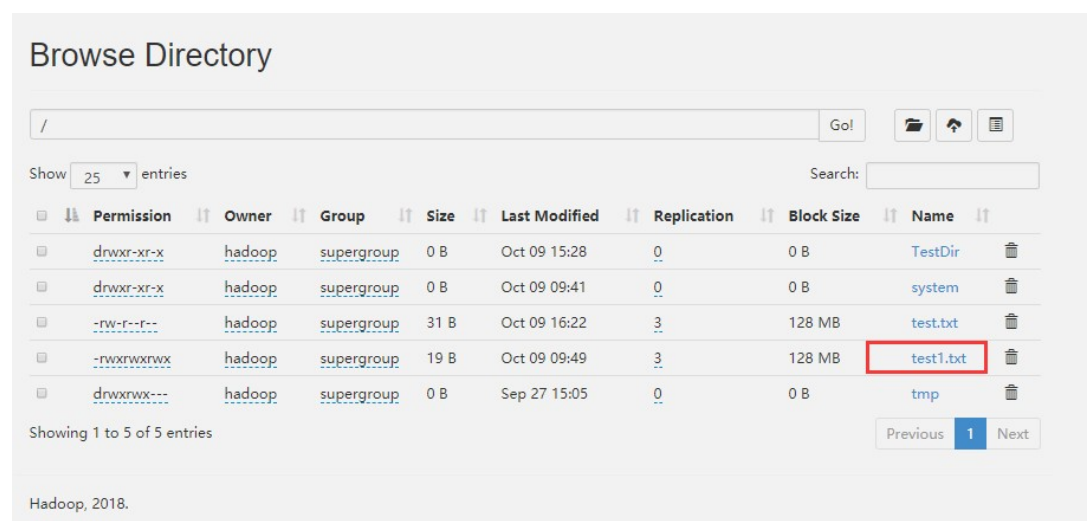 Browse Directory
/ Go!
Show 25 entries Search:
Permission Owner Group Size Last Modified Replication Block Size Name
drwxr-xr-x hadoop supergroup 0 B Oct 09 15:28 0 0 B TestDir
drwxr-xr-x hadoop supergroup 0 B Oct 09 09:41 0 0 B system
-rw-r--r-- hadoop supergroup 31 B Oct 09 16:22 3 128 MB test.txt
-rwxrwxrwx hadoop supergroup 19 B Oct 09 09:49 3 128 MB test1.txt
drwxrwx--- hadoop supergroup 0 B Sep 27 15:05 0 0 B tmp
Showing 1 to 5 of 5 entries Previous 1 Next
Hadoop, 2018.